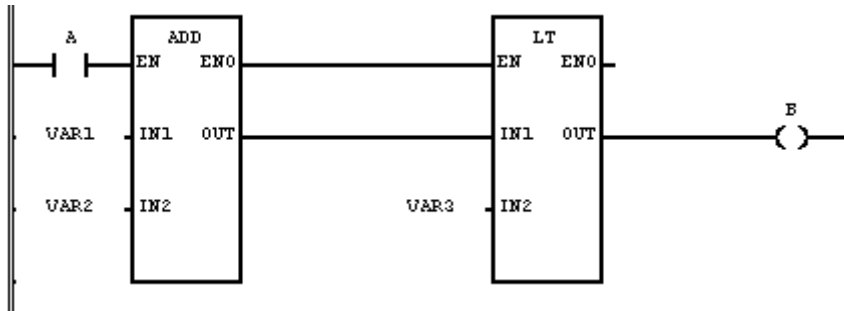 A
ADD
LT
EN ENO
EN ENO
B
VAR1 IN1 OUT
IN1 OUT
VAR2 IN2
VAR3 IN2